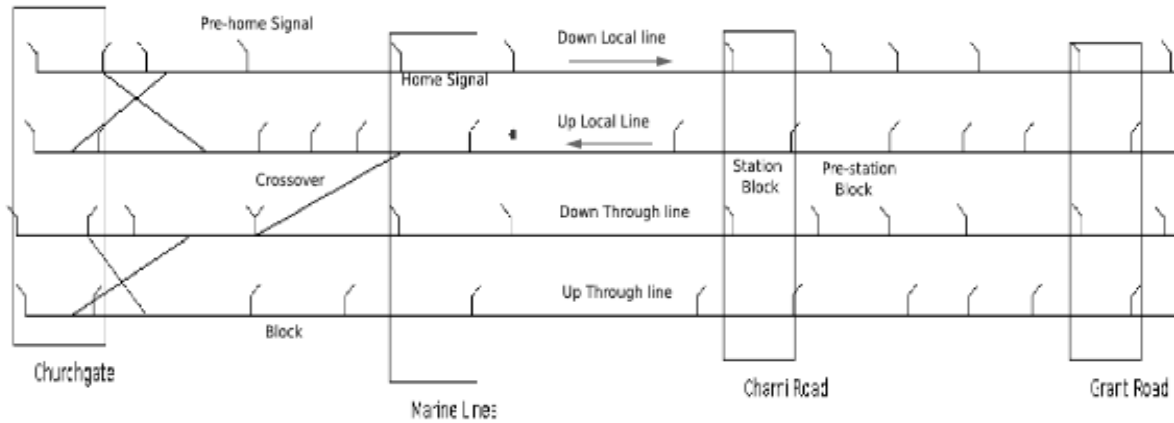 Pre-home Signal
Down Local line
Home Signal
Up Local Line
Crossover
Station
Block
Pre-station
Block
Down Through line
Up Through line
Block
Churchgate
Marine Lines
Charni Road
Grant Road